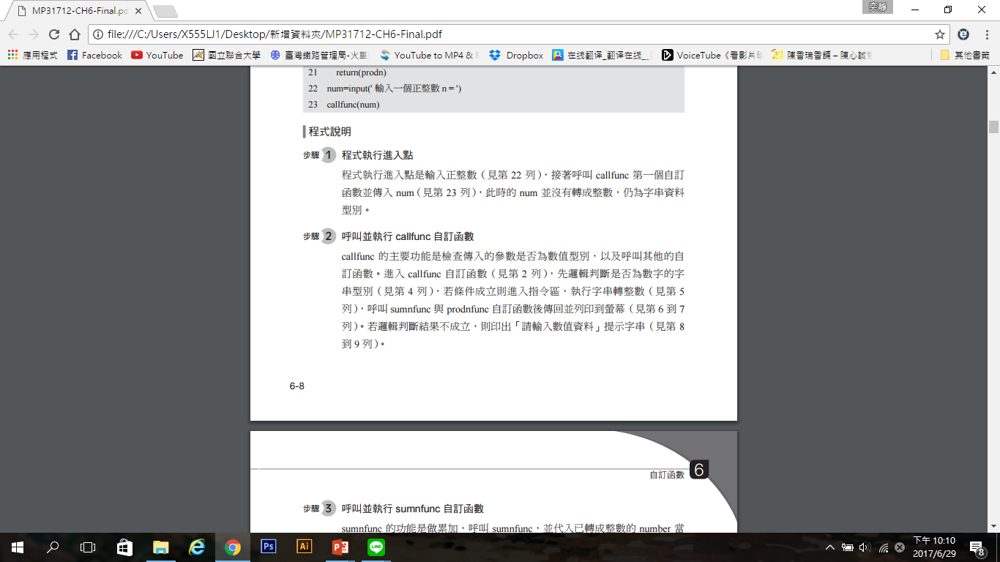 MP31712-CH6-Final.pd
奕靜
file:///C:/Users/X555LJ1/Desktop/新增資料夾/MP31712-CH6-Final.pdf
應用程式 Facebook YouTube 國立聯合大學 臺灣鐵路管理局-火車 YouTube to MP4 & Dropbox 在线翻译_翻译在线__ VoiceTube《看影片學 陳香瑞香舖 – 陳心誠 其他書籤
21 return(prodn)
22 num=input(' 輸入一個正整數 n = ')
23 callfunc(num)
程式說明
步驟 1 程式執行進入點
程式執行進入點是輸入正整數（見第 22 列），接著呼叫 callfunc 第一個自訂
函數並傳入 num（見第 23 列），此時的 num 並沒有轉成整數，仍為字串資料
型別。
步驟 2 呼叫並執行 callfunc 自訂函數
callfunc 的主要功能是檢查傳入的參數是否為數值型別，以及呼叫其他的自
訂函數。進入 callfunc 自訂函數（見第 2 列），先邏輯判斷是否為數字的字
串型別（見第 4 列），若條件成立則進入指令區，執行字串轉整數（見第 5
列），呼叫 sumnfunc 與 prodnfunc 自訂函數後傳回並列印到螢幕（見第 6 到 7
列）。若邏輯判斷結果不成立，則印出「請輸入數值資料」提示字串（見第 8
到 9 列）。
6-8
自訂函數 6
步驟 3 呼叫並執行 sumnfunc 自訂函數
sumnfunc 的功能是做累加，呼叫 sumnfunc，並代入已轉成整數的 number 當
Ps Ai
LINE
下午 10:10
2017/6/29
8